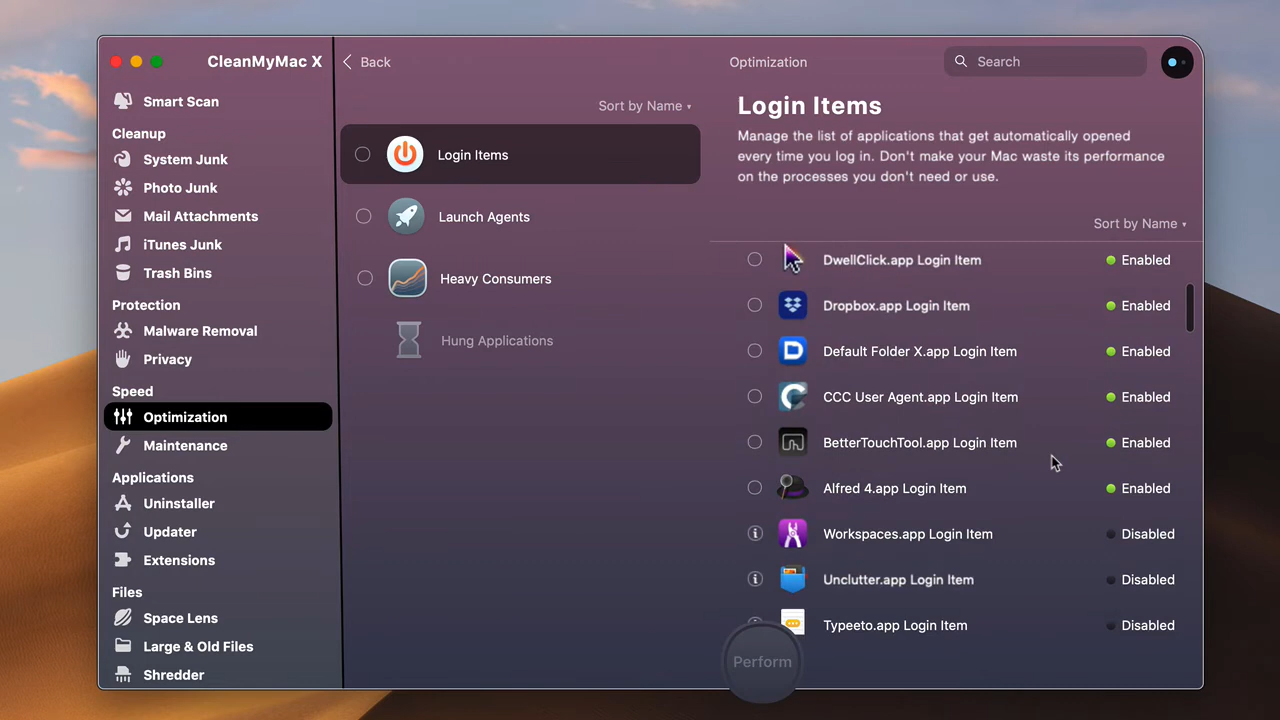 CleanMyMac X
Smart Scan
Cleanup
System Junk
Photo Junk
Mail Attachments
iTunes Junk
Trash Bins
Protection
Malware Removal
Privacy
Speed
Optimization
Maintenance
Applications
Uninstaller
Updater
Extensions
Files
Space Lens
Large & Old Files
Shredder
Back
Sort by Name
Login Items
Launch Agents
Heavy Consumers
Hung Applications
Optimization
Search
Login Items
Manage the list of applications that get automatically opened
every time you log in. Don't make your Mac waste its performance
on the processes you don't need or use.
Sort by Name
DwellClick.app Login Item Enabled
Dropbox.app Login Item Enabled
Default Folder X.app Login Item Enabled
CCC User Agent.app Login Item Enabled
BetterTouchTool.app Login Item Enabled
Alfred 4.app Login Item Enabled
Workspaces.app Login Item Disabled
Unclutter.app Login Item Disabled
Typeeto.app Login Item Disabled
Perform